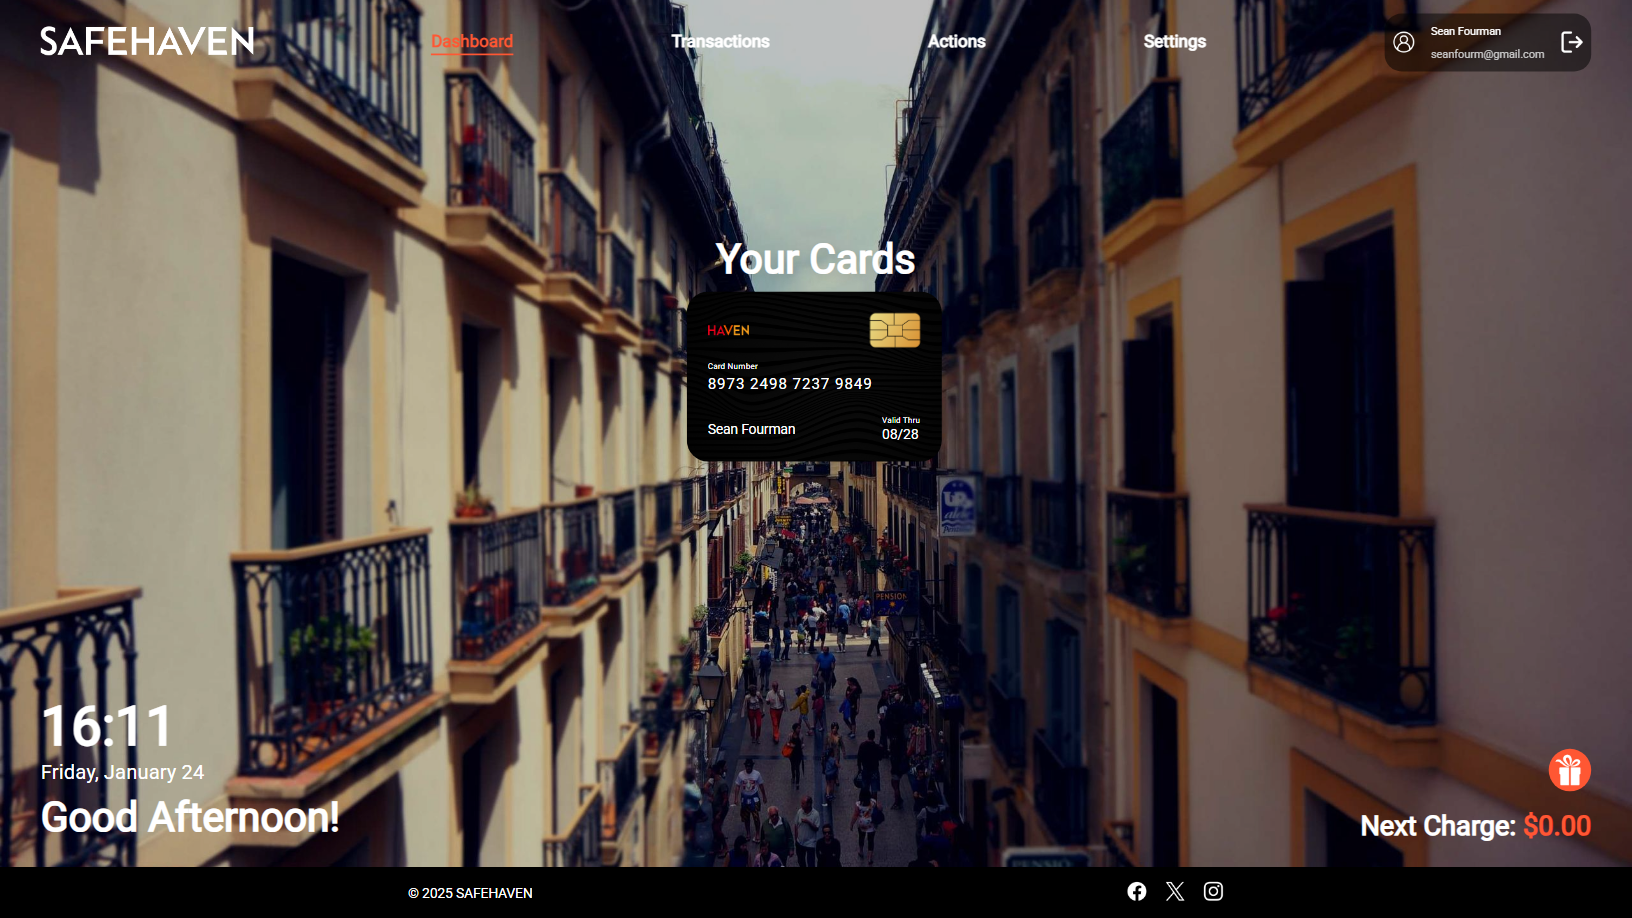 SAFEHAVEN
Dashboard
Transactions
Actions
Settings
Sean Fourman
seanfourm@gmail.com
Your Cards
HAVEN
Card Number
8973 2498 7237 9849
Sean Fourman
Valid Thru
08/28
PENSION
16:11
Friday, January 24
Good Afternoon!
Next Charge: $0.00
© 2025 SAFEHAVEN